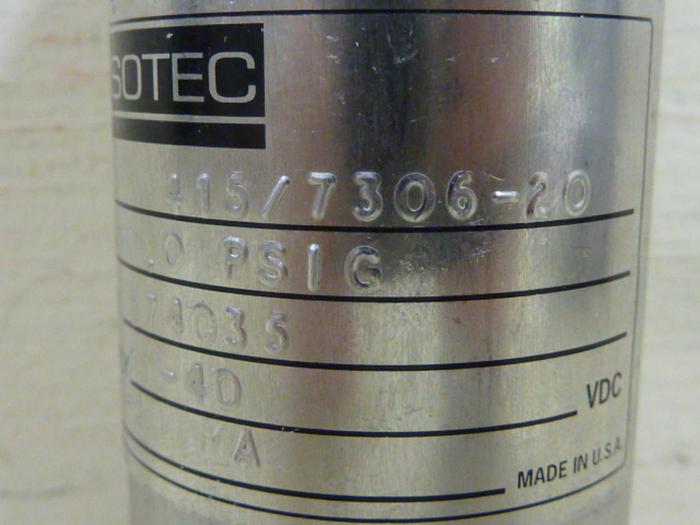 SOTEC
415/7306-20
0 PSIG
74035
-40 VDC
MA
MADE IN U.S.A.